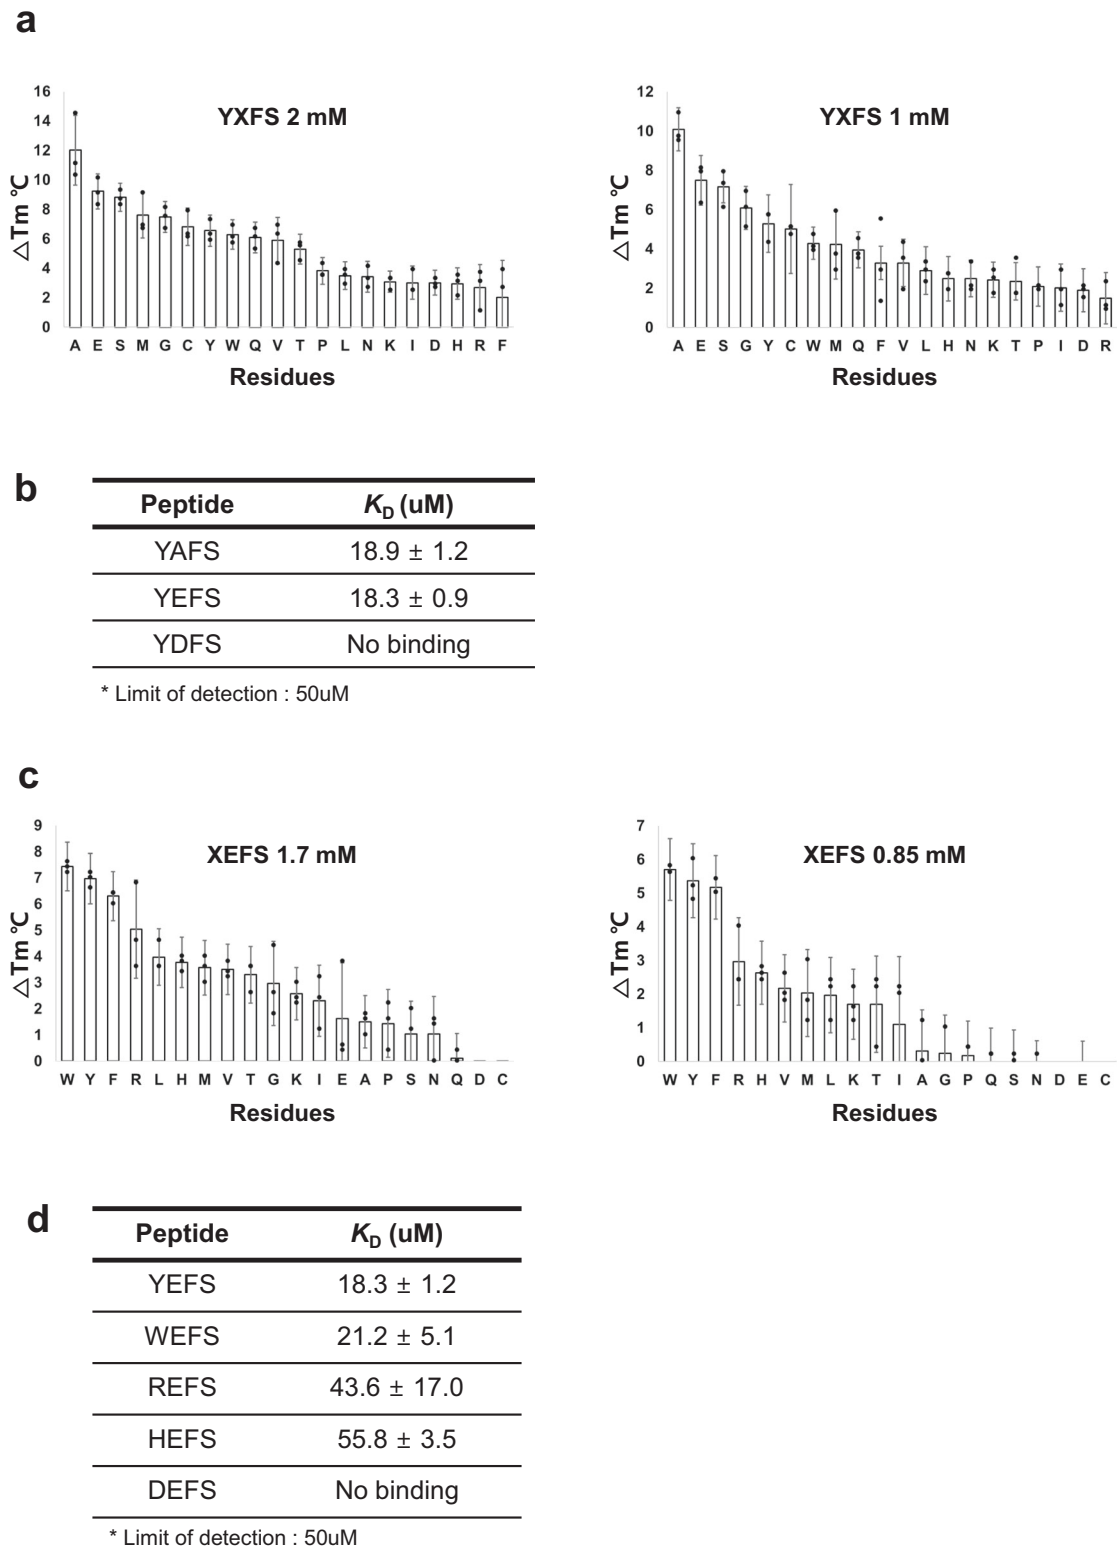 a
YXFS 2 mM
△Tm °C
16
14
12
10
8
6
4
2
0
A E S M G C Y W Q V T P L N K I D H R F
Residues
YXFS 1 mM
△Tm °C
12
10
8
6
4
2
0
A E S G Y C W M Q F V L H N K T P I D R
Residues
b
Peptide KD (uM)
YAFS 18.9 ± 1.2
YEFS 18.3 ± 0.9
YDFS No binding
* Limit of detection : 50uM
c
XEFS 1.7 mM
△Tm °C
9
8
7
6
5
4
3
2
1
0
W Y F R L H M V T G K I E A P S N Q D C
Residues
XEFS 0.85 mM
△Tm °C
7
6
5
4
3
2
1
0
W Y F R H V M L K T I A G P Q S N D E C
Residues
d
Peptide KD (uM)
YEFS 18.3 ± 1.2
WEFS 21.2 ± 5.1
REFS 43.6 ± 17.0
HEFS 55.8 ± 3.5
DEFS No binding
* Limit of detection : 50uM